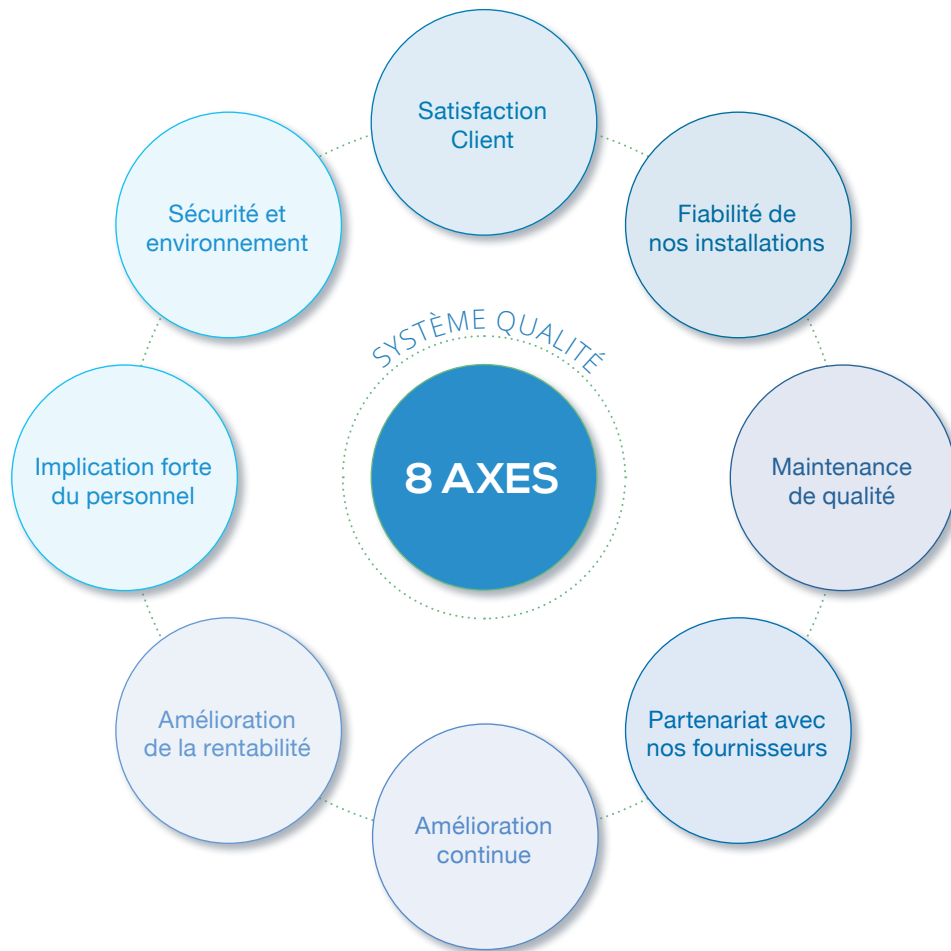 Satisfaction
Client
Fiabilité de
nos installations
Maintenance
de qualité
Partenariat avec
nos fournisseurs
Amélioration
continue
Amélioration
de la rentabilité
Implication forte
du personnel
Sécurité et
environnement
SYSTÈME QUALITÉ
8 AXES